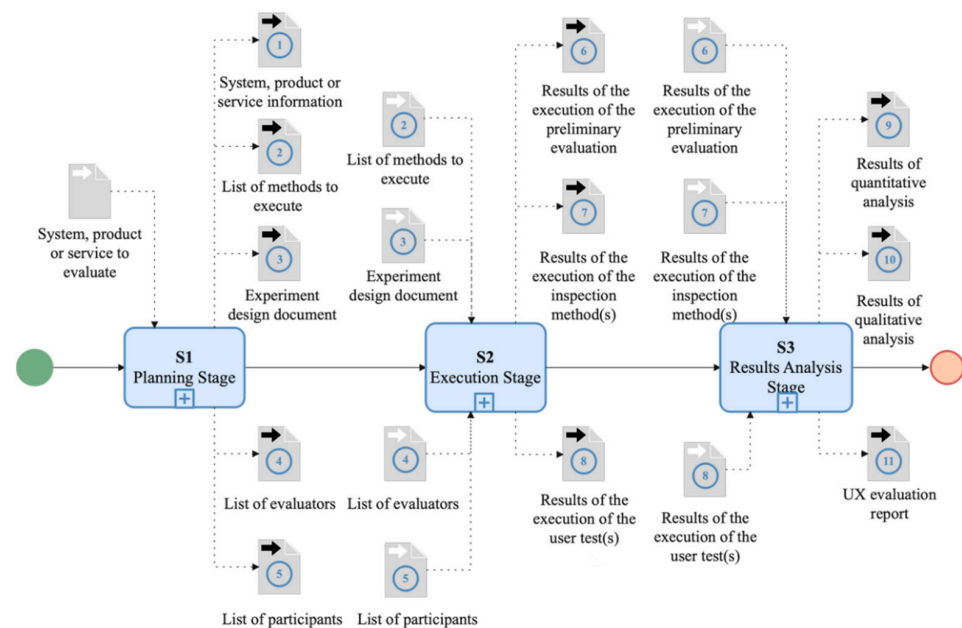 1
System, product or
service information
2
List of methods to
execute
3
Experiment
design document
System, product
or service to
evaluate
2
List of methods to
execute
3
Experiment
design document
6
Results of the
execution of the
preliminary
evaluation
7
Results of the
execution of the
inspection
method(s)
6
Results of the
execution of the
preliminary
evaluation
7
Results of the
execution of the
inspection
method(s)
9
Results of
quantitative
analysis
10
Results of
qualitative
analysis
S1
Planning Stage
S2
Execution Stage
S3
Results Analysis
Stage
4
List of evaluators
5
List of participants
4
List of evaluators
5
List of participants
8
Results of the
execution of the
user test(s)
8
Results of the
execution of the
user test(s)
11
UX evaluation
report